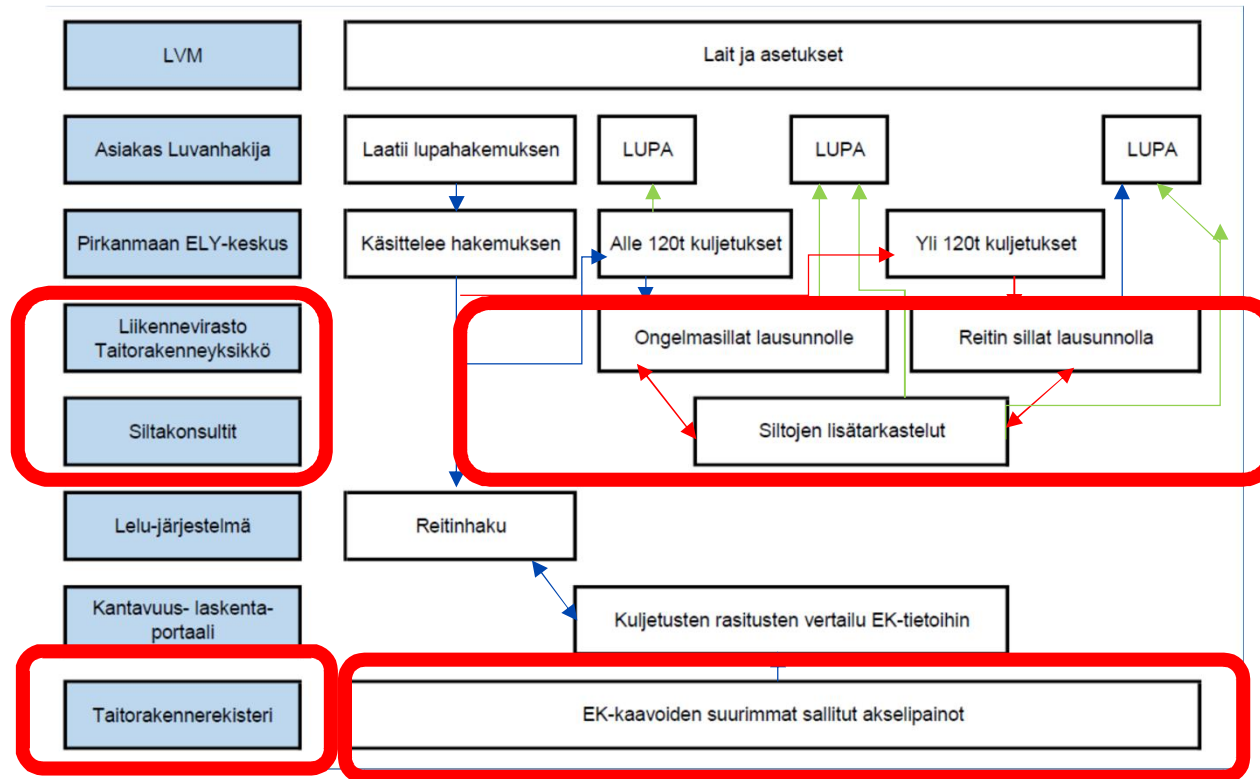 LVM
Lait ja asetukset
Asiakas Luvanhakija
Laatii lupahakemuksen
LUPA
LUPA
LUPA
Pirkanmaan ELY-keskus
Käsittelee hakemuksen
Alle 120t kuljetukset
Yli 120t kuljetukset
Liikennevirasto
Taitorakenneyksikkö
Ongelmasillat lausunnolle
Reitin sillat lausunnolla
Siltakonsultit
Siltojen lisätarkastelut
Lelu-järjestelmä
Reitinhaku
Kantavuus- laskenta-
portaali
Kuljetusten rasitusten vertailu EK-tietoihin
Taitorakennerekisteri
EK-kaavoiden suurimmat sallitut akselipainot